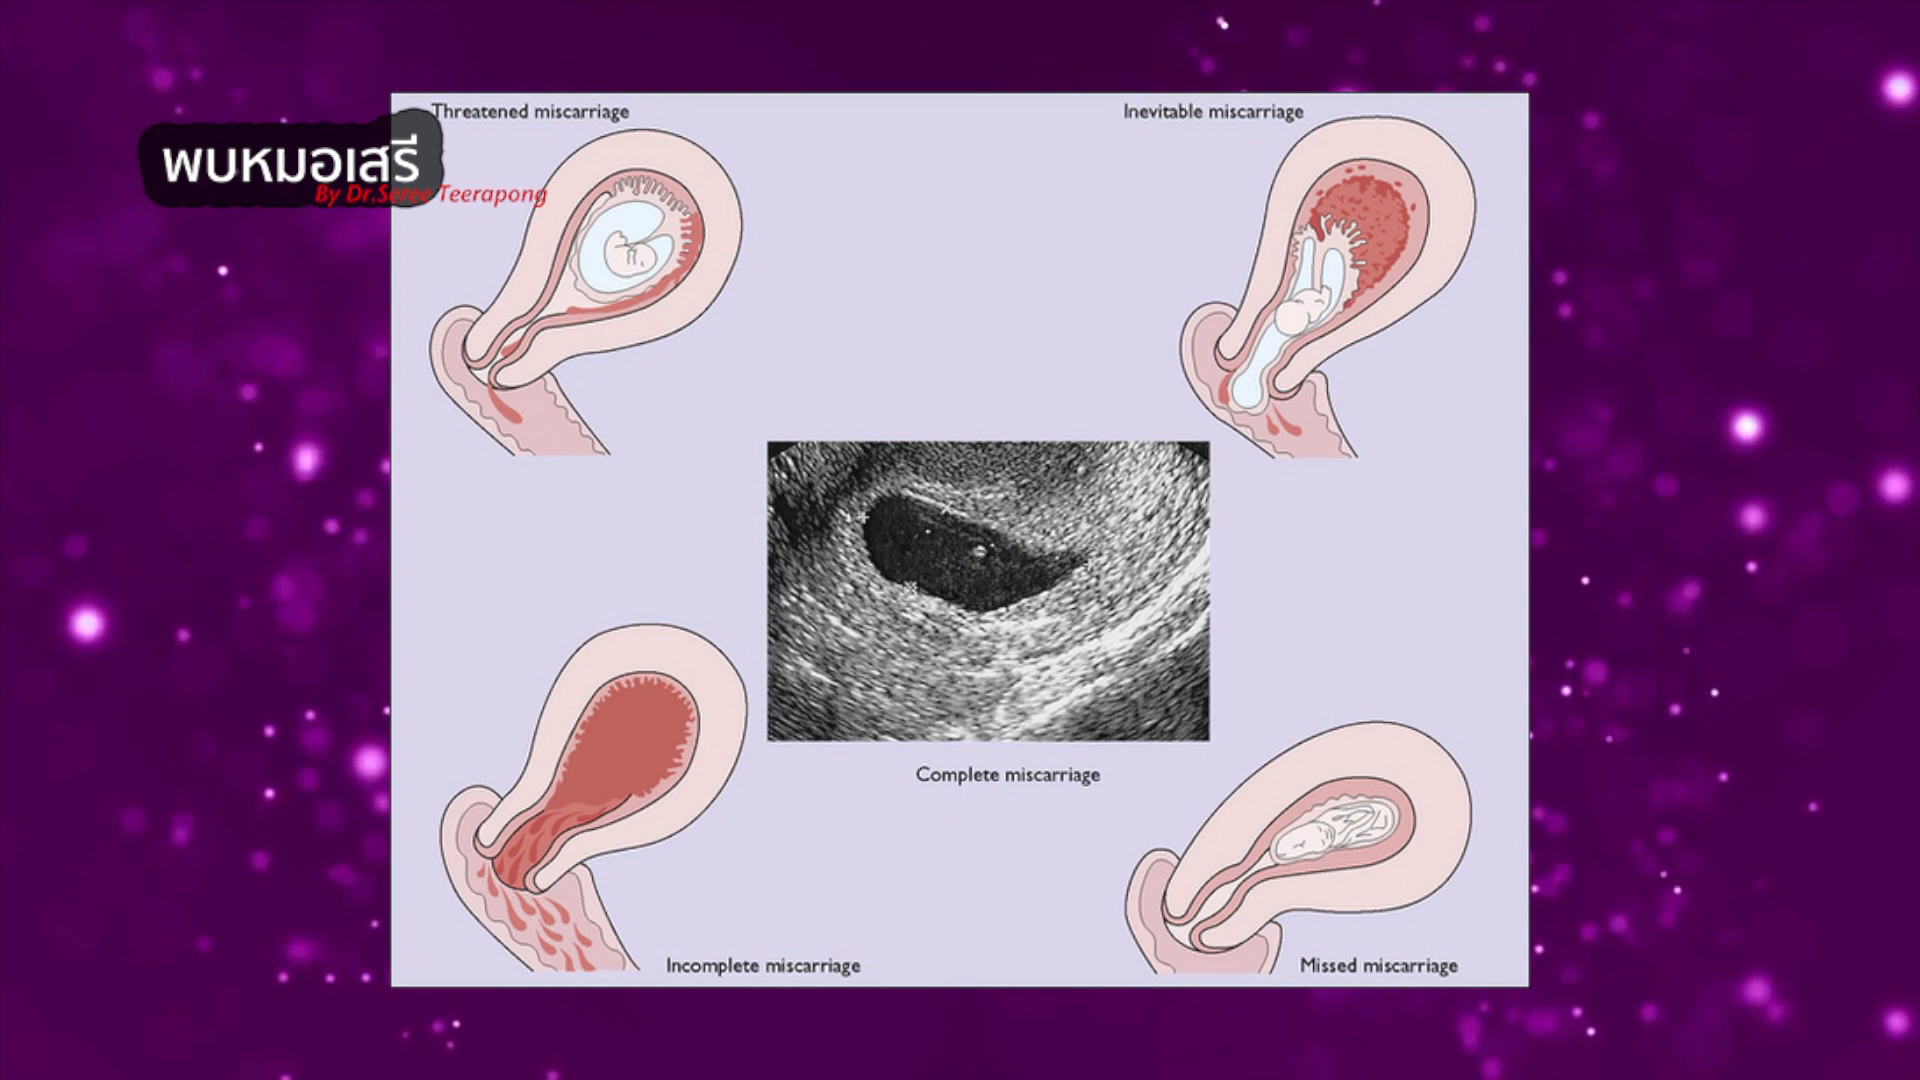 Threatened miscarriage
Inevitable miscarriage
พบหมอเสรี
By Dr.Seree Teerapong
Complete miscarriage
Incomplete miscarriage
Missed miscarriage